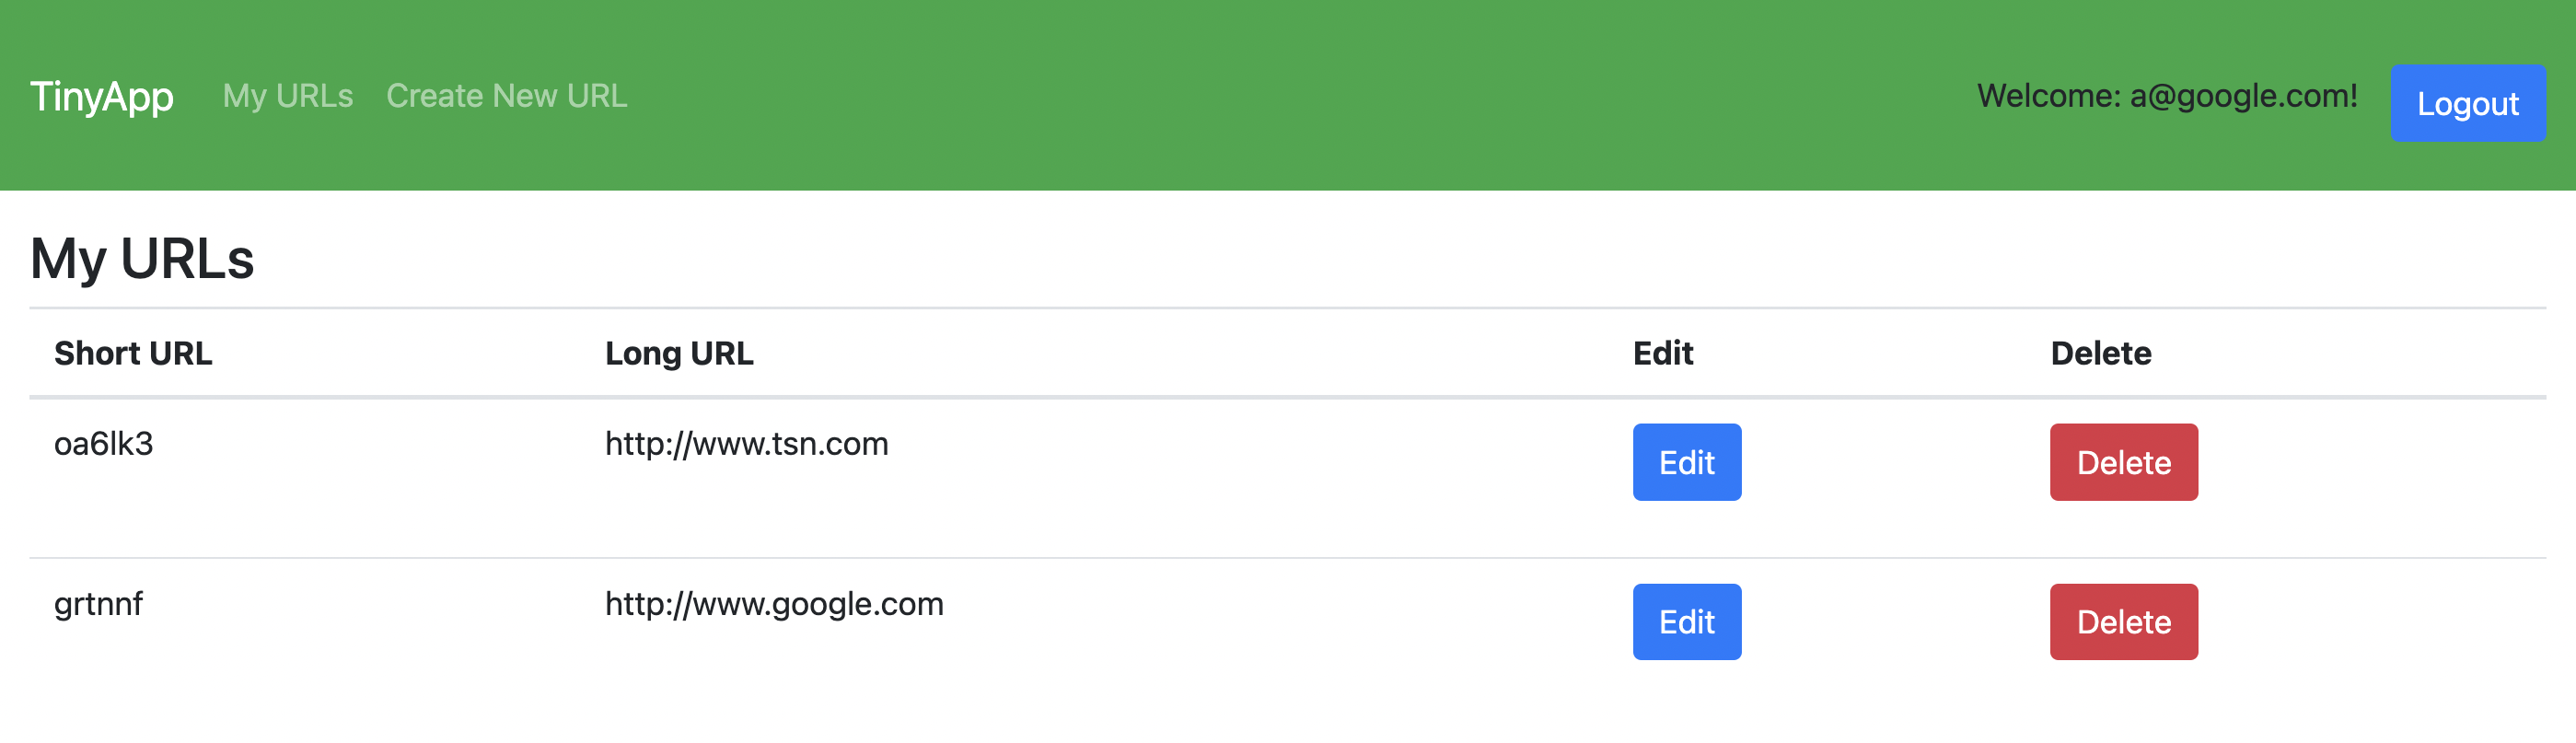 TinyApp My URLs Create New URL Welcome: a@google.com! Logout
My URLs
Short URL Long URL Edit Delete
oa6lk3 http://www.tsn.com Edit Delete
grtnnf http://www.google.com Edit Delete